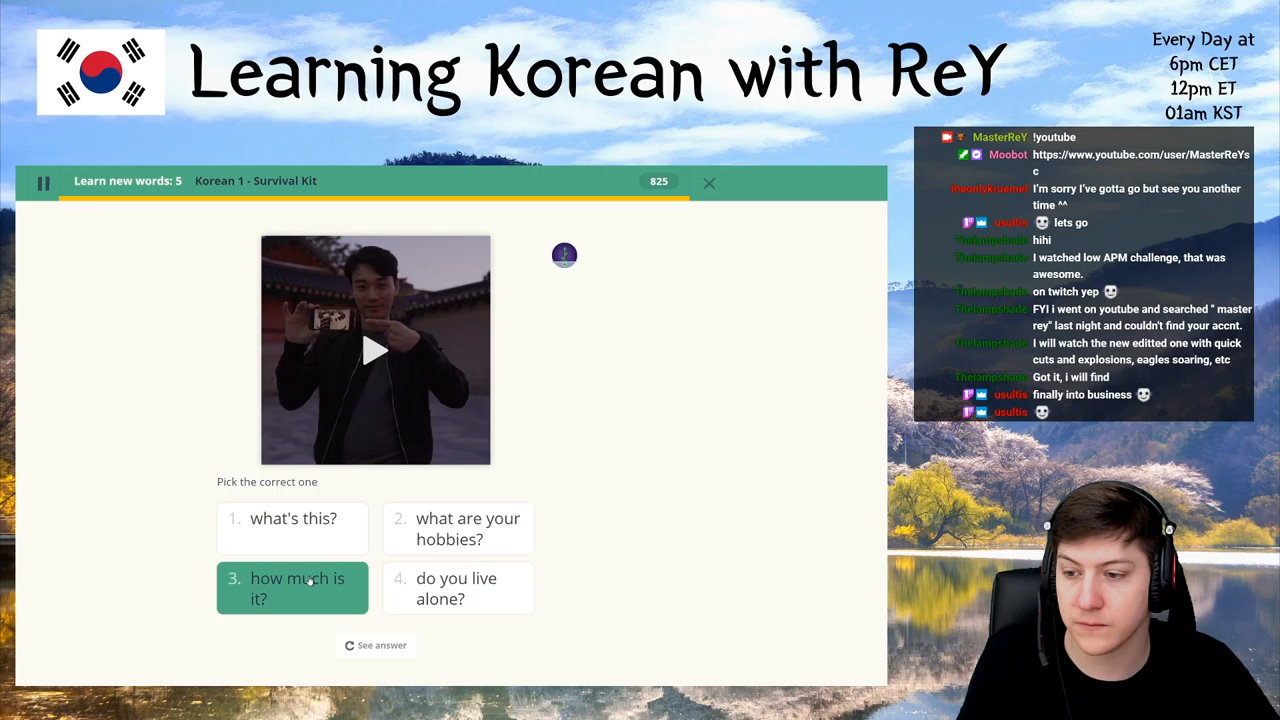 Learning Korean with ReY
Every Day at
6pm CET
12pm ET
01am KST
MasterReY !youtube
Moobot https://www.youtube.com/user/MasterReYs
c
theonlykruemel I'm sorry I've gotta go but see you another
time ^^
usultis lets go
Thelampshade hihi
Thelampshade I watched low APM challenge, that was
awesome.
Thelampshade on twitch yep
Thelampshade FYI i went on youtube and searched " master
rey" last night and couldn't find your accnt.
Thelampshade I will watch the new editted one with quick
cuts and explosions, eagles soaring, etc
Thelampshade Got it, i will find
usultis finally into business
usultis
Learn new words: 5 Korean 1 - Survival Kit 825
Pick the correct one
1. what's this?
2. what are your
hobbies?
3. how much is
it?
4. do you live
alone?
See answer